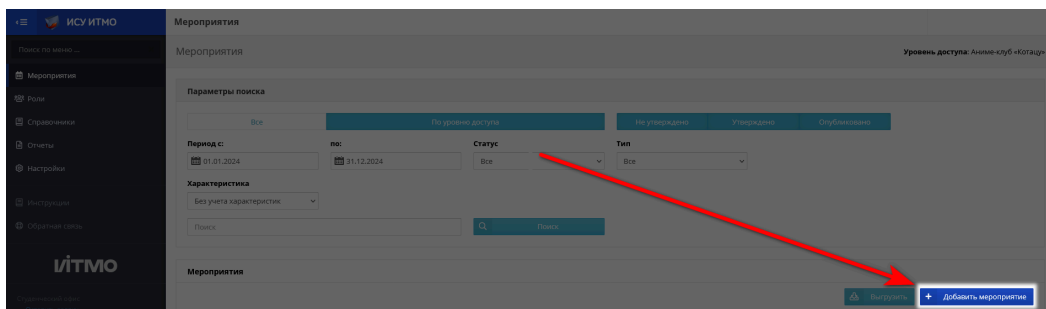 ИСУ ИТМО
Мероприятия
Поиск по меню ...
Мероприятия
Уровень доступа: Аниме-клуб «Котацу»
Мероприятия
Роли
Справочники
Отчеты
Настройки
Инструкции
Обратная связь
ИТМО
Студенческий офис
Параметры поиска
Все
По уровню доступа
Не утверждено
Утверждено
Опубликовано
Период с:
по:
Статус
Тип
01.01.2024
31.12.2024
Все
Все
Характеристика
Без учета характеристик
Поиск
Поиск
Мероприятия
Выгрузить
+ Добавить мероприятие